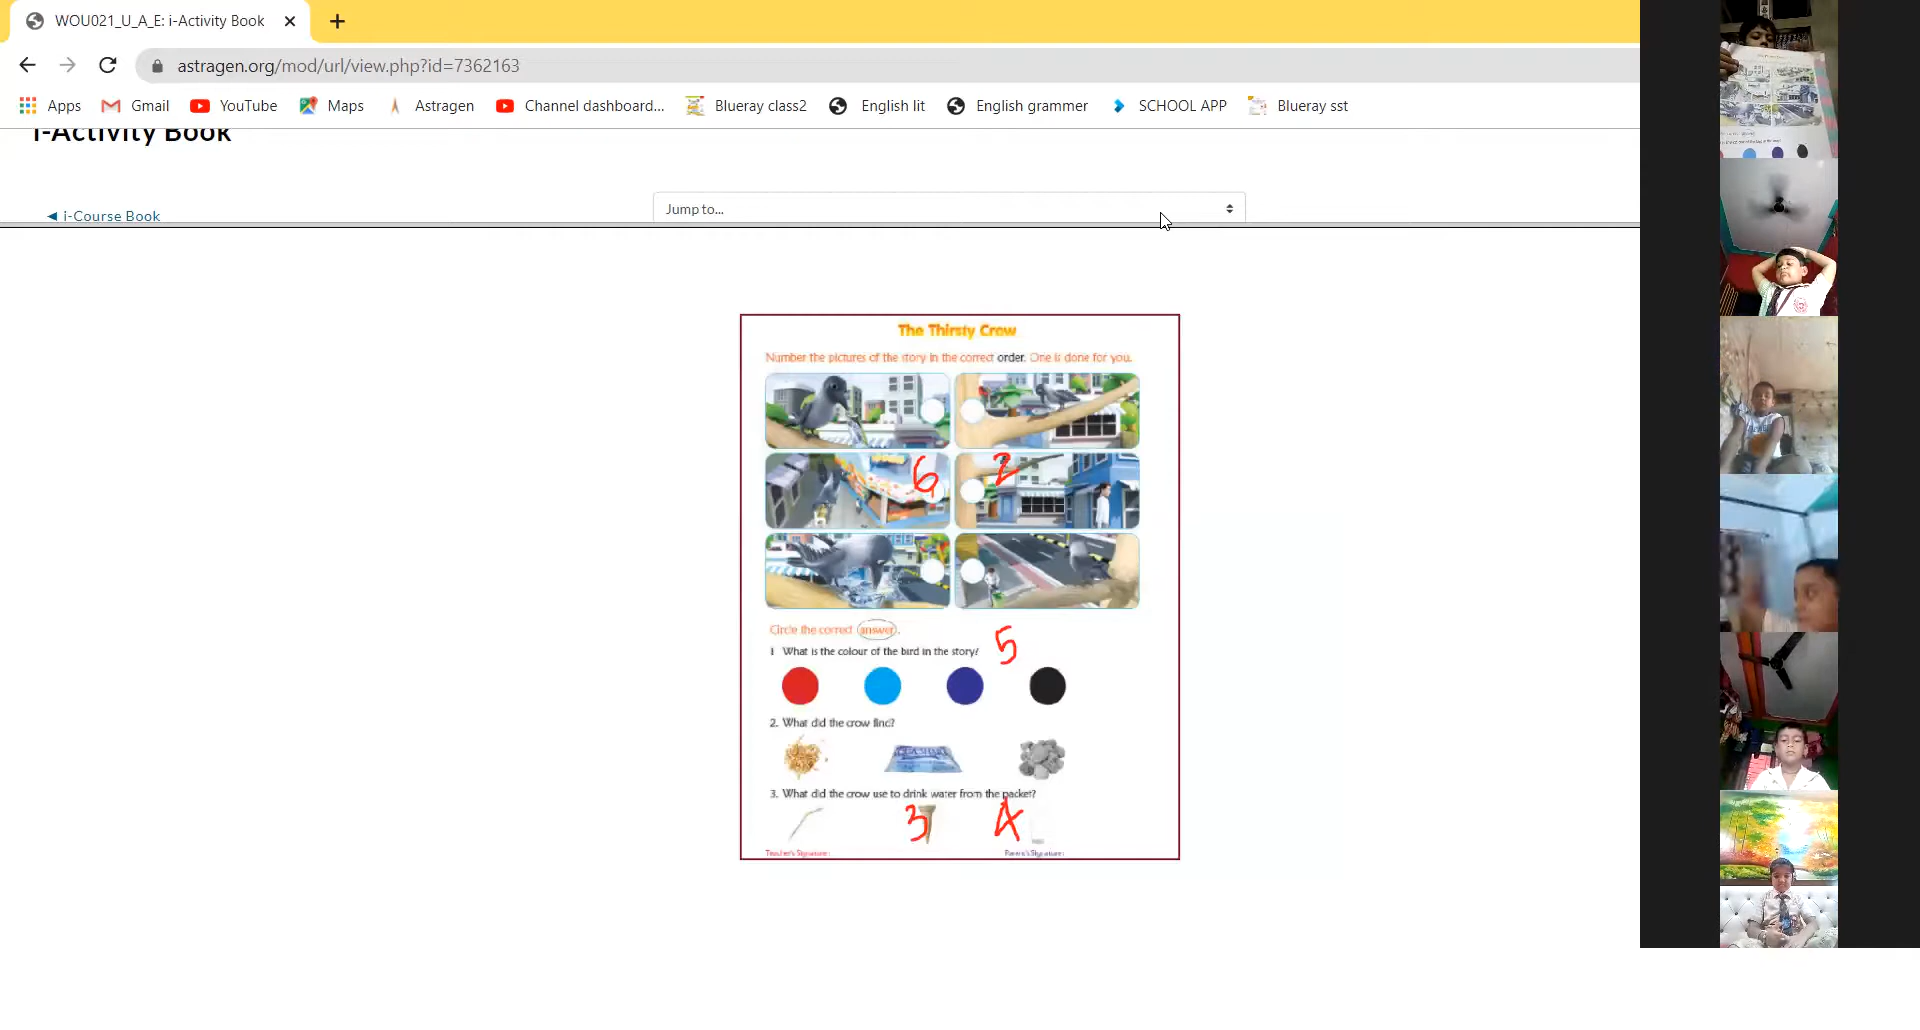 WOU021_U_A_E: i-Activity Book
astragen.org/mod/url/view.php?id=7362163
Apps Gmail YouTube Maps Astragen Channel dashboard... Blueray class2 English lit English grammer SCHOOL APP Blueray sst
i-Activity Book
◄ i-Course Book
Jump to...
The Thirsty Crow
Number the pictures of the story in the correct order. One is done for you.
6 2
Circle the correct answer.
5
1 What is the colour of the bird in the story?
2. What did the crow find?
3. What did the crow use to drink water from the packet?
3 4
Teacher's Signature: Parent's Signature: